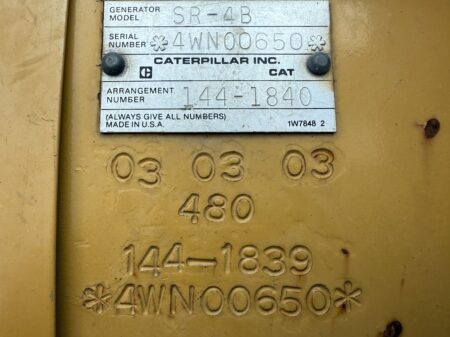 GENERATOR MODEL SR-4B
SERIAL NUMBER *4WN00650*
CATERPILLAR INC.
C CAT
ARRANGEMENT NUMBER 144-1840
(ALWAYS GIVE ALL NUMBERS)
MADE IN U.S.A. 1W7848 2
03 03 03
480
144-1839
*4WN00650*